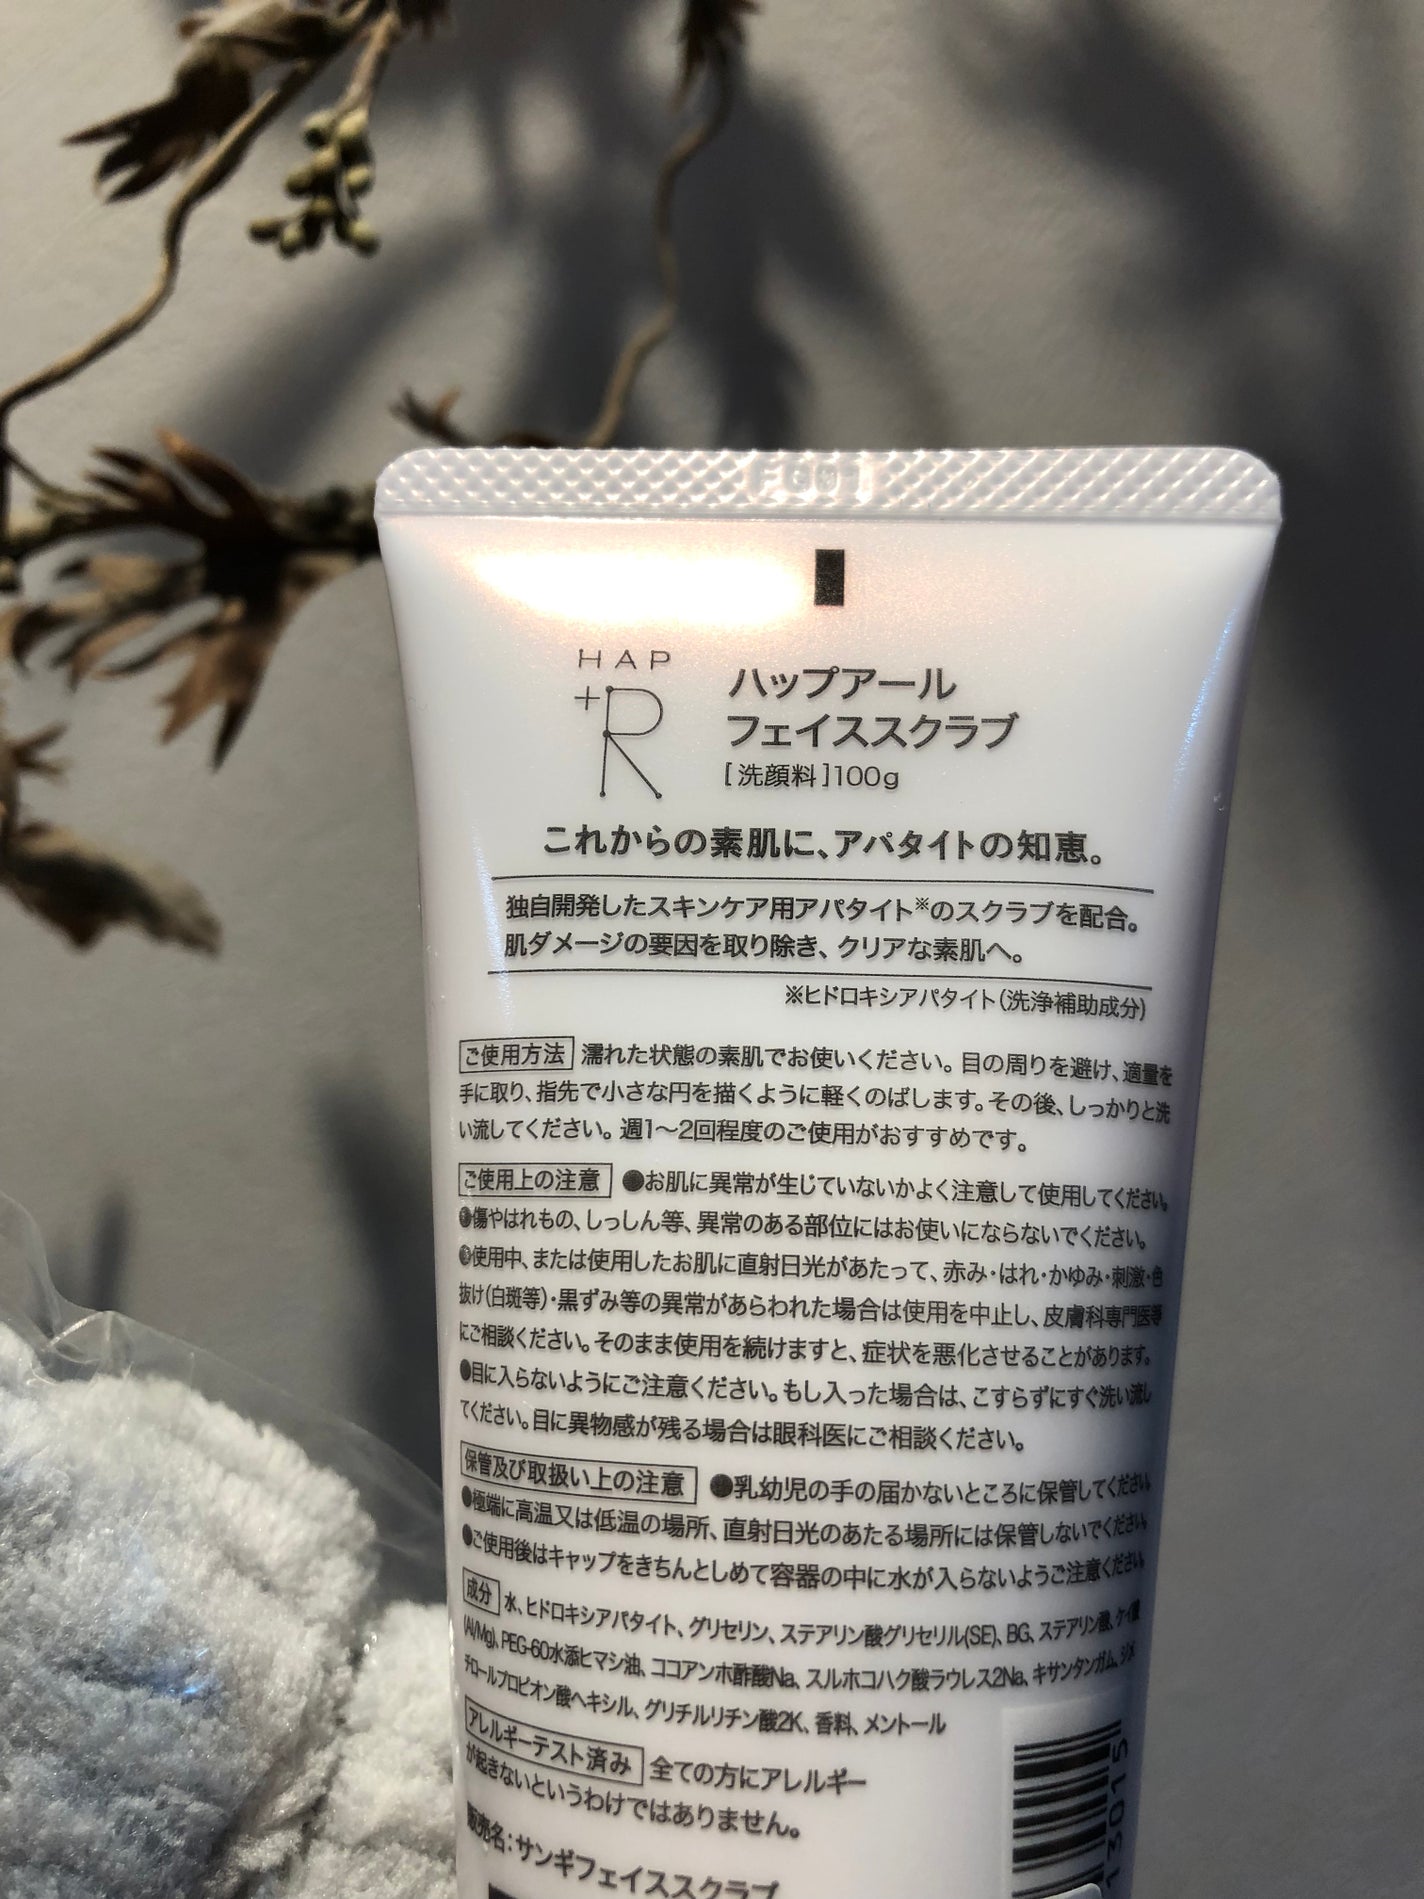 HAP
+R
ハップアール
フェイススクラブ
[洗顔料]100g
これからの素肌に、アパタイトの知恵。
独自開発したスキンケア用アパタイト※のスクラブを配合。
肌ダメージの要因を取り除き、クリアな素肌へ。
※ヒドロキシアパタイト(洗浄補助成分)
ご使用方法 濡れた状態の素肌でお使いください。目の周りを避け、適量を
手に取り、指先で小さな円を描くように軽くのばします。その後、しっかりと洗
い流してください。週1〜2回程度のご使用がおすすめです。
ご使用上の注意 ●お肌に異常が生じていないかよく注意して使用してください。
●傷やはれもの、しっしん等、異常のある部位にはお使いにならないでください。
●使用中、または使用したお肌に直射日光があたって、赤み・はれ・かゆみ・刺激・色
抜け(白斑等)・黒ずみ等の異常があらわれた場合は使用を中止し、皮膚科専門医等
にご相談ください。そのまま使用を続けますと、症状を悪化させることがあります。
●目に入らないようにご注意ください。もし入った場合は、こすらずにすぐ洗い流し
てください。目に異物感が残る場合は眼科医にご相談ください。
保管及び取扱い上の注意 ●乳幼児の手の届かないところに保管してください。
●極端に高温又は低温の場所、直射日光のあたる場所には保管しないでください。
●ご使用後はキャップをきちんとしめて容器の中に水が入らないようご注意ください。
成分 水、ヒドロキシアパタイト、グリセリン、ステアリン酸グリセリル(SE)、BG、ステアリン酸、ケイ酸
(Al/Mg)、PEG-60水添ヒマシ油、ココアンホ酢酸Na、スルホコハク酸ラウレス2Na、キサンタンガム、ジメ
チロールプロピオン酸ヘキシル、グリチルリチン酸2K、香料、メントール
アレルギーテスト済み 全ての方にアレルギー
が起きないというわけではありません。
販売名:サンギフェイススクラブ
13015